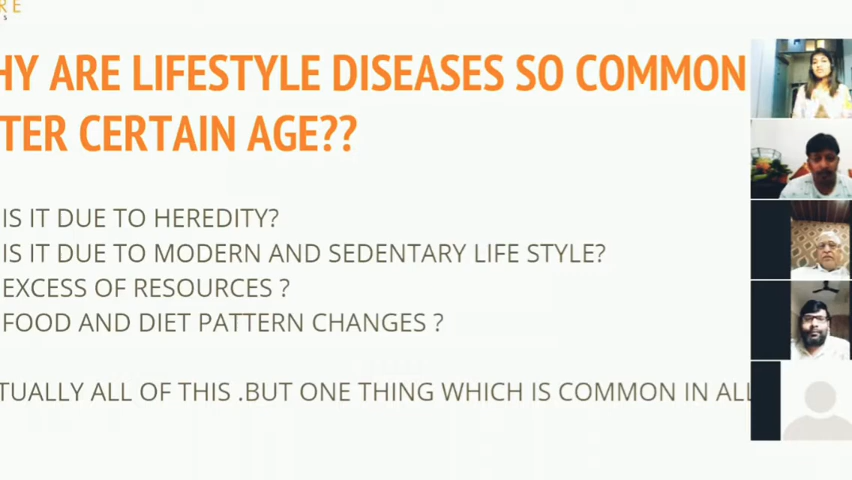 RE
S
HY ARE LIFESTYLE DISEASES SO COMMON
TER CERTAIN AGE??
IS IT DUE TO HEREDITY?
IS IT DUE TO MODERN AND SEDENTARY LIFE STYLE?
EXCESS OF RESOURCES ?
FOOD AND DIET PATTERN CHANGES ?
TUALLY ALL OF THIS .BUT ONE THING WHICH IS COMMON IN ALL